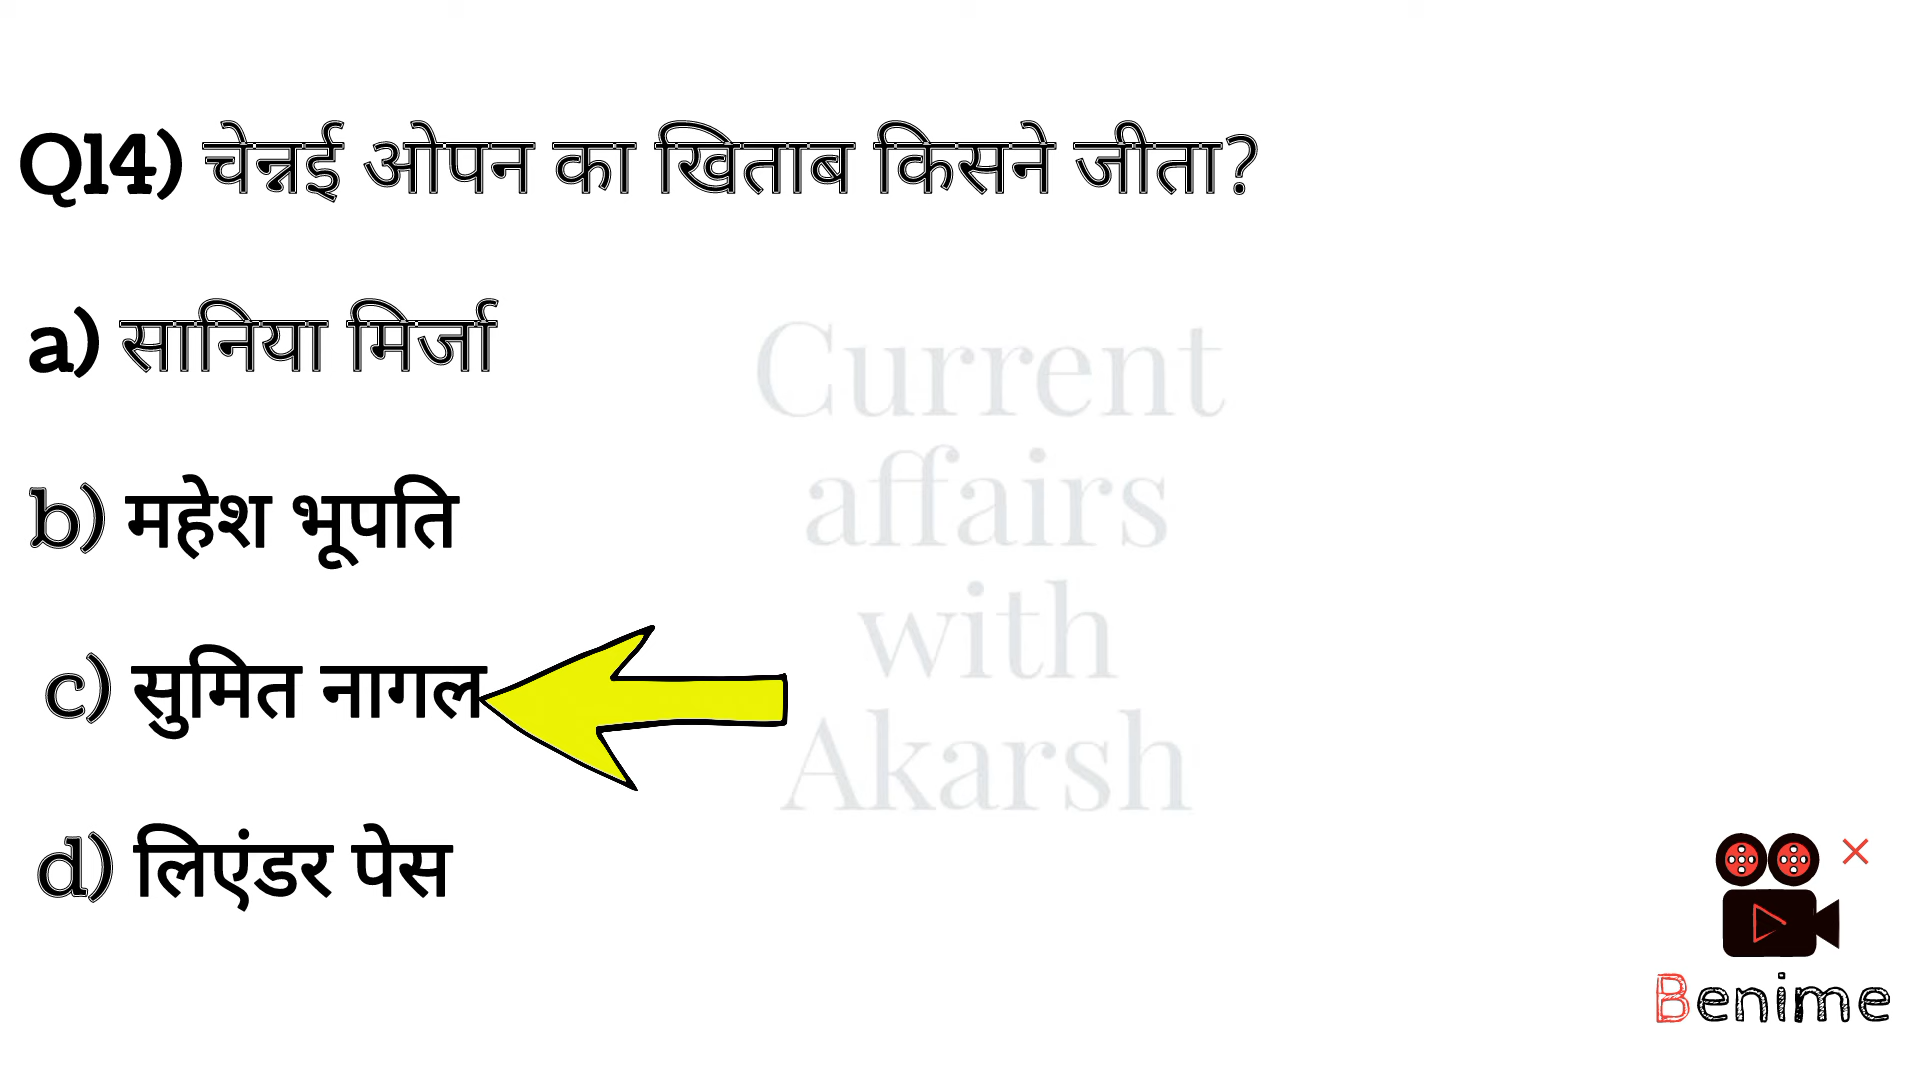 Q14) चेन्नई ओपन का खिताब किसने जीता?
a) सानिया मिर्जा
b) महेश भूपति
c) सुमित नागल
d) लिएंडर पेस
Current
affairs
with
Akarsh
Benime